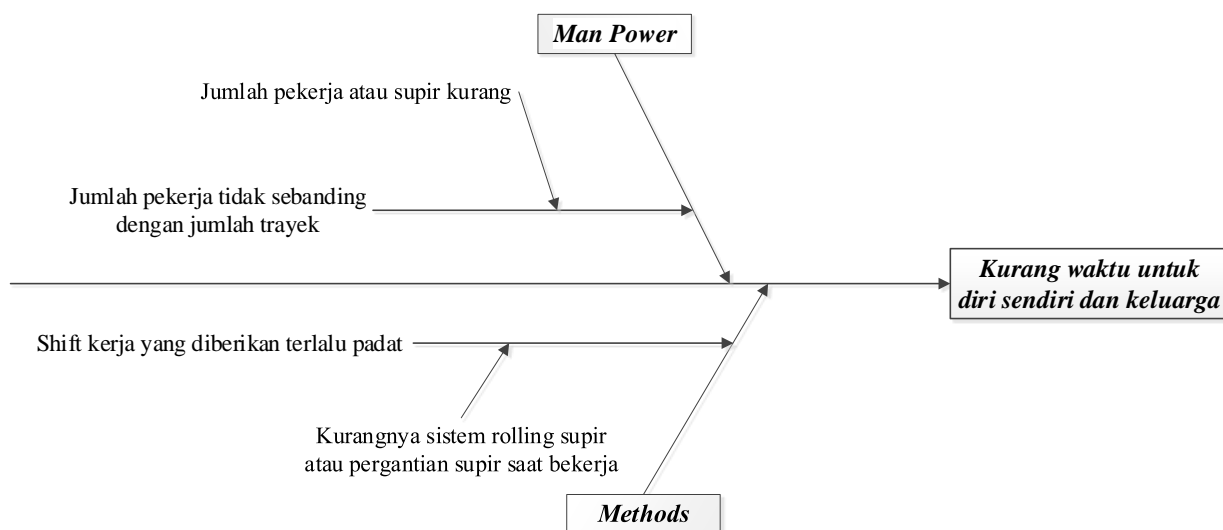 Man Power
Jumlah pekerja atau supir kurang
Jumlah pekerja tidak sebanding
dengan jumlah trayek
Kurang waktu untuk
diri sendiri dan keluarga
Shift kerja yang diberikan terlalu padat
Kurangnya sistem rolling supir
atau pergantian supir saat bekerja
Methods